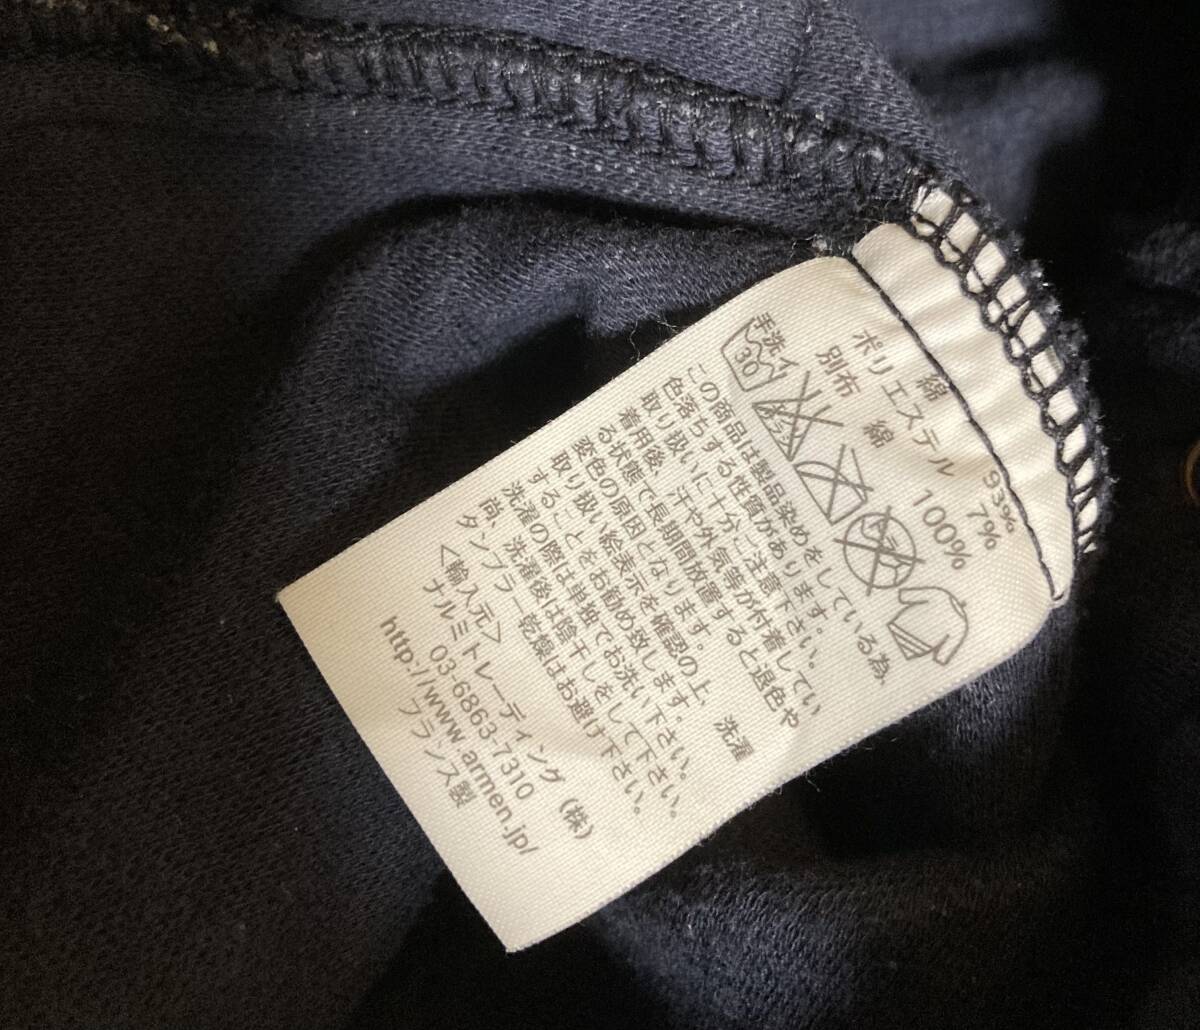 綿 93%
ポリエステル 7%
別布 綿 100%
手洗イ
30
エンソサラシ
ドライ
この商品は製品染めをしている為、
色落ちする性質があります。
取り扱いに十分ご注意下さい。
着用後、汗や外気等が付着してい
る状態で長期間放置すると退色や
変色の原因となります。
取り扱い絵表示を確認の上、洗濯
することをお勧め致します。
洗濯の際は単独でお洗い下さい。
尚、洗濯後は陰干しをして下さい。
タンブラー乾燥はお避け下さい。
<輸入元>
ナルミトレーディング(株)
03-6863-7310
http://www.armen.jp/
フランス製